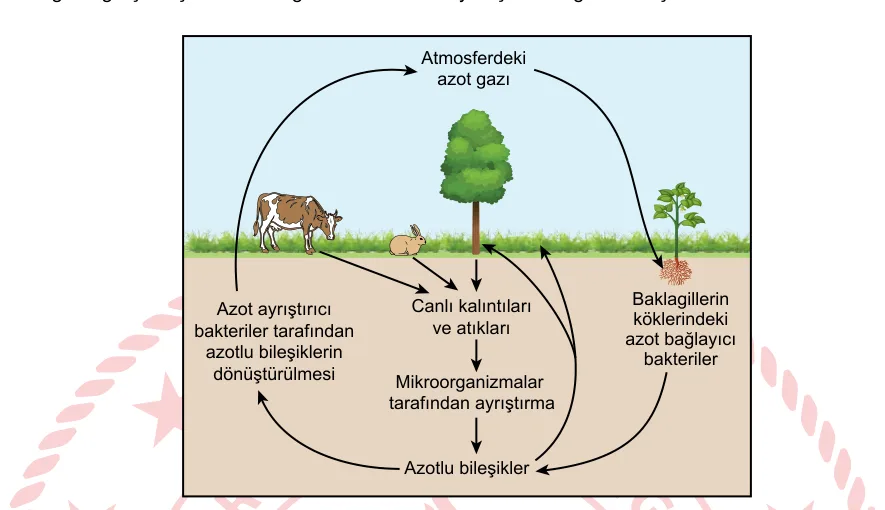 Atmosferdeki
azot gazı
Azot ayrıştırıcı
bakteriler tarafından
azotlu bileşiklerin
dönüştürülmesi
Canlı kalıntıları
ve atıkları
Mikroorganizmalar
tarafından ayrıştırma
Azotlu bileşikler
Baklagillerin
köklerindeki
azot bağlayıcı
bakteriler